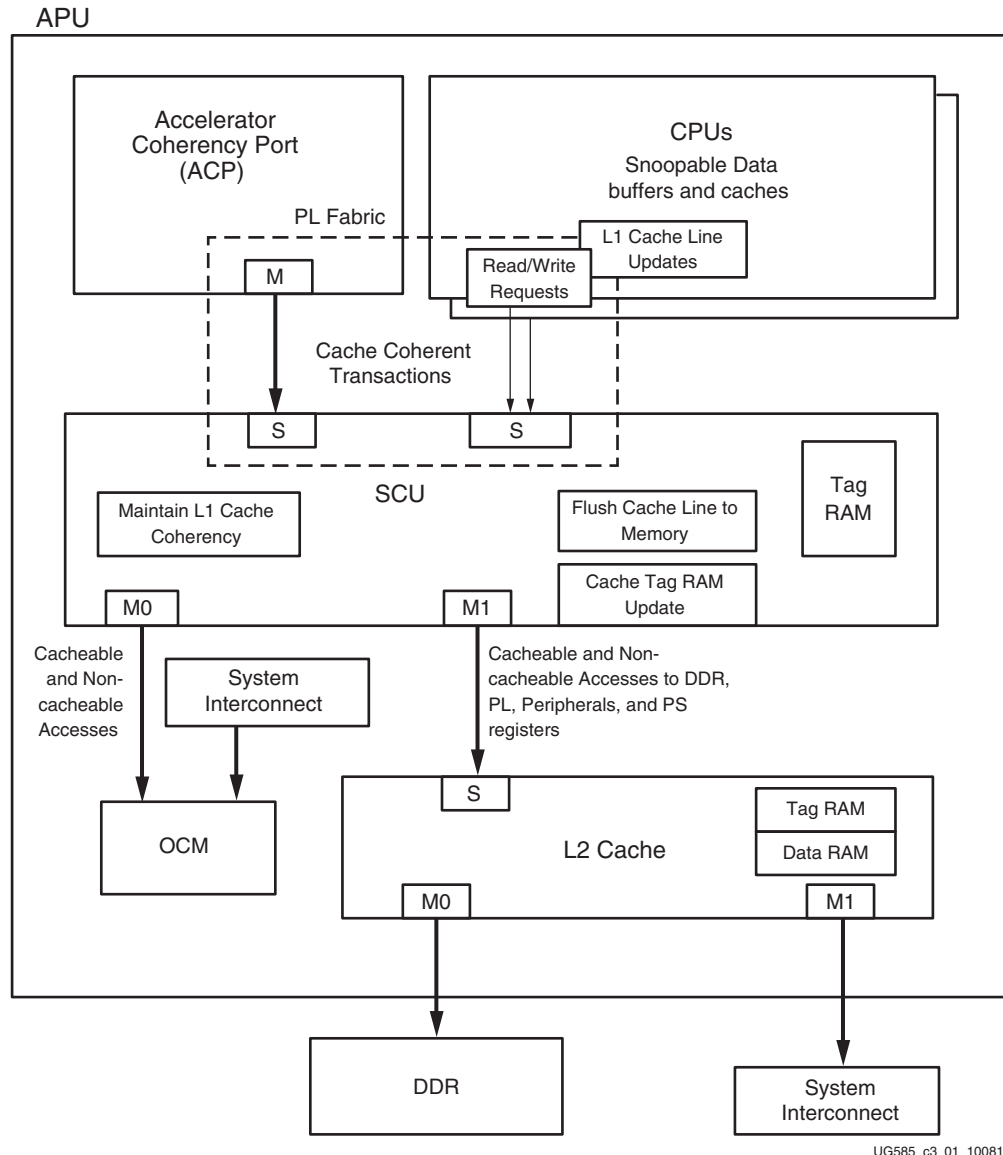 APU
Accelerator
Coherency Port
(ACP)
CPUs
Snoopable Data
buffers and caches
PL Fabric
L1 Cache Line
Updates
Read/Write
Requests
M
Cache Coherent
Transactions
S
S
SCU
Tag
RAM
Maintain L1 Cache
Coherency
Flush Cache Line to
Memory
Cache Tag RAM
Update
M0
M1
Cacheable
and Non-
cacheable
Accesses
System
Interconnect
Cacheable and Non-
cacheable Accesses to DDR,
PL, Peripherals, and PS
registers
S
OCM
L2 Cache
Tag RAM
Data RAM
M0
M1
DDR
System
Interconnect
UG585_c3_01_10081